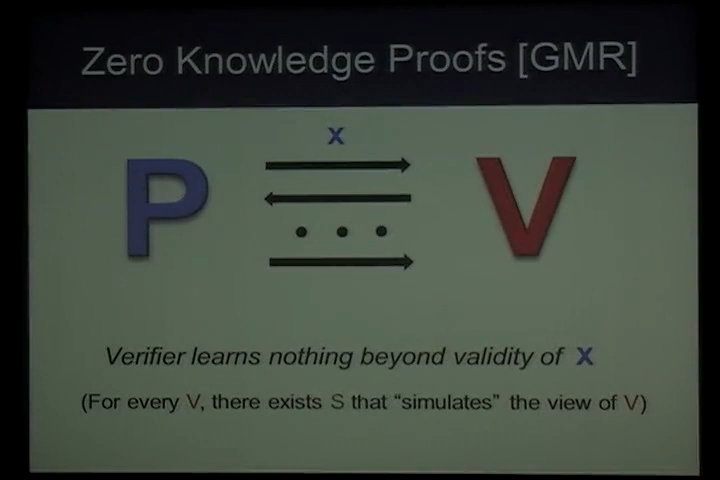 Zero Knowledge Proofs [GMR]
x
P V
Verifier learns nothing beyond validity of x
(For every V, there exists S that “simulates” the view of V)